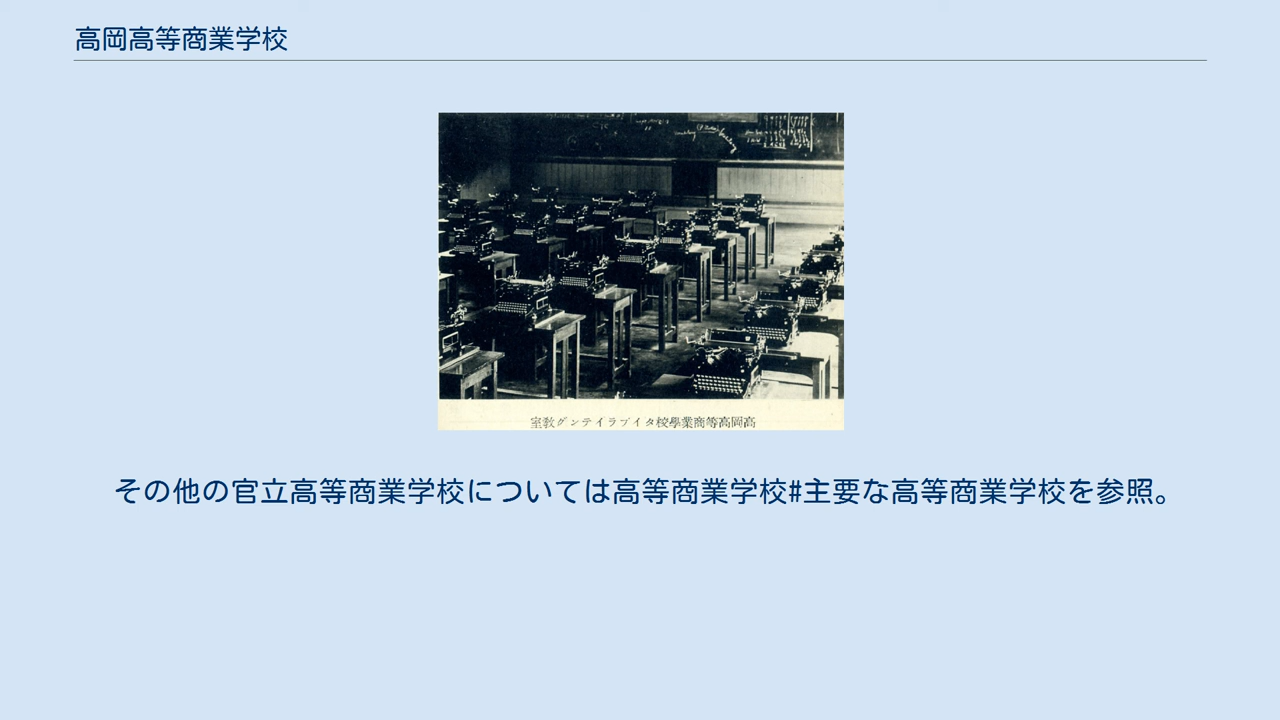 高岡高等商業学校
室教グンテイラプイタ校學業商等高岡高
その他の官立高等商業学校については高等商業学校#主要な高等商業学校を参照。